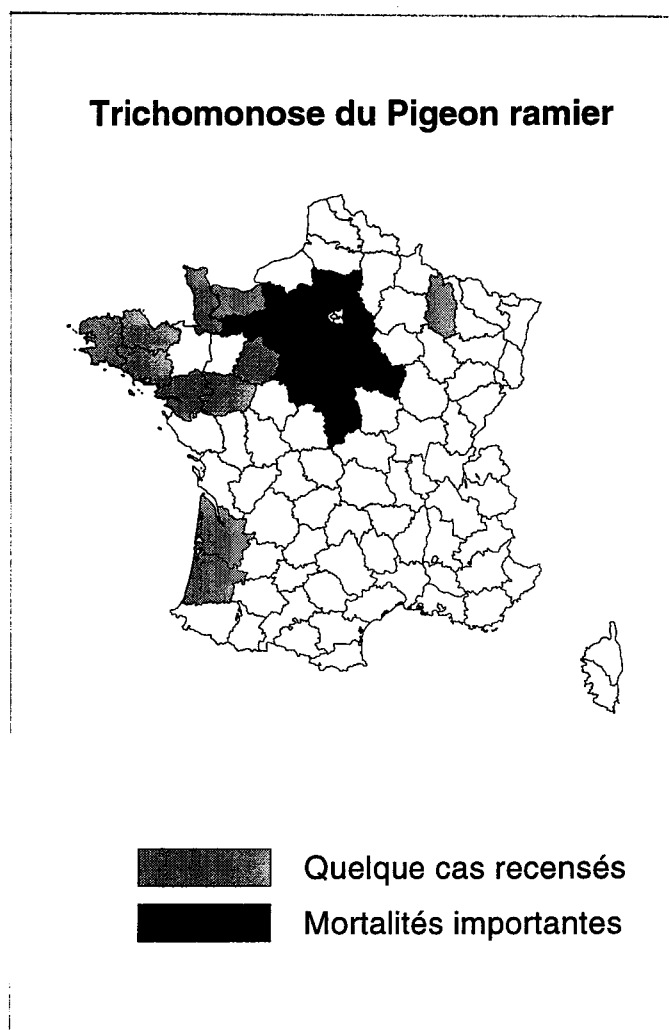 Trichomonose du Pigeon ramier
Quelque cas recensés
Mortalités importantes